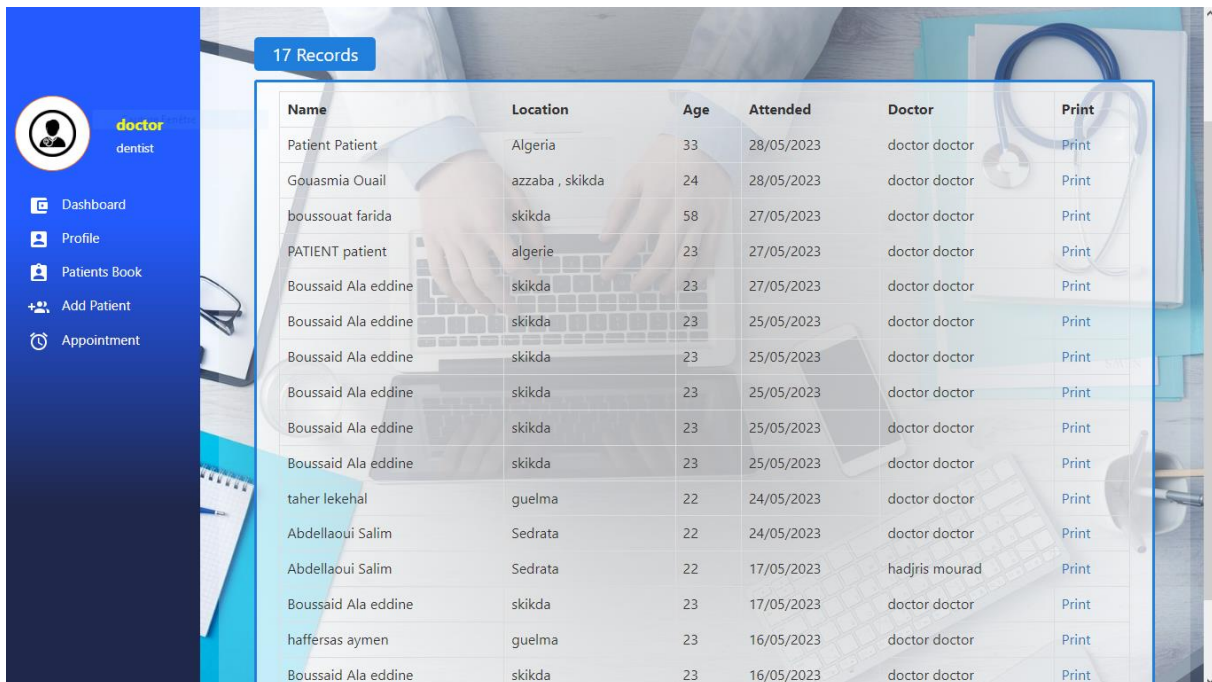 17 Records
doctor
dentist
Dashboard
Profile
Patients Book
Add Patient
Appointment
Name Location Age Attended Doctor Print
Patient Patient Algeria 33 28/05/2023 doctor doctor Print
Gouasmia Ouail azzaba , skikda 24 28/05/2023 doctor doctor Print
boussouat farida skikda 58 27/05/2023 doctor doctor Print
PATIENT patient algerie 23 27/05/2023 doctor doctor Print
Boussaid Ala eddine skikda 23 27/05/2023 doctor doctor Print
Boussaid Ala eddine skikda 23 25/05/2023 doctor doctor Print
Boussaid Ala eddine skikda 23 25/05/2023 doctor doctor Print
Boussaid Ala eddine skikda 23 25/05/2023 doctor doctor Print
Boussaid Ala eddine skikda 23 25/05/2023 doctor doctor Print
Boussaid Ala eddine skikda 23 25/05/2023 doctor doctor Print
taher lekehal guelma 22 24/05/2023 doctor doctor Print
Abdellaoui Salim Sedrata 22 24/05/2023 doctor doctor Print
Abdellaoui Salim Sedrata 22 17/05/2023 hadjris mourad Print
Boussaid Ala eddine skikda 23 17/05/2023 doctor doctor Print
haffersas aymen guelma 23 16/05/2023 doctor doctor Print
Boussaid Ala eddine skikda 23 16/05/2023 doctor doctor Print